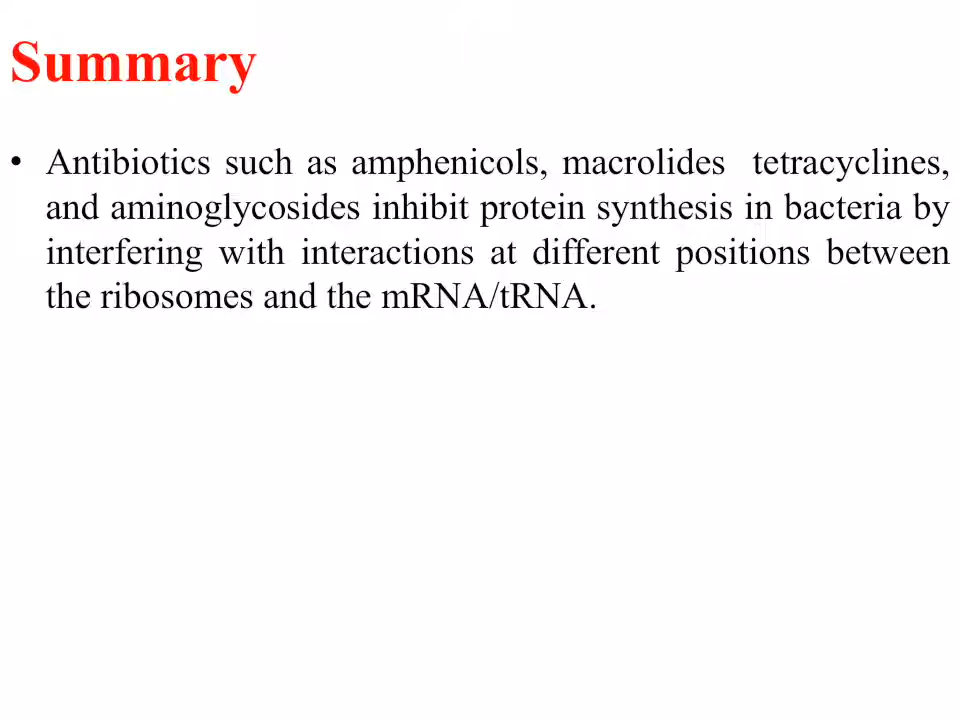 Summary
• Antibiotics such as amphenicols, macrolides  tetracyclines,
and aminoglycosides inhibit protein synthesis in bacteria by
interfering with interactions at different positions between
the ribosomes and the mRNA/tRNA.